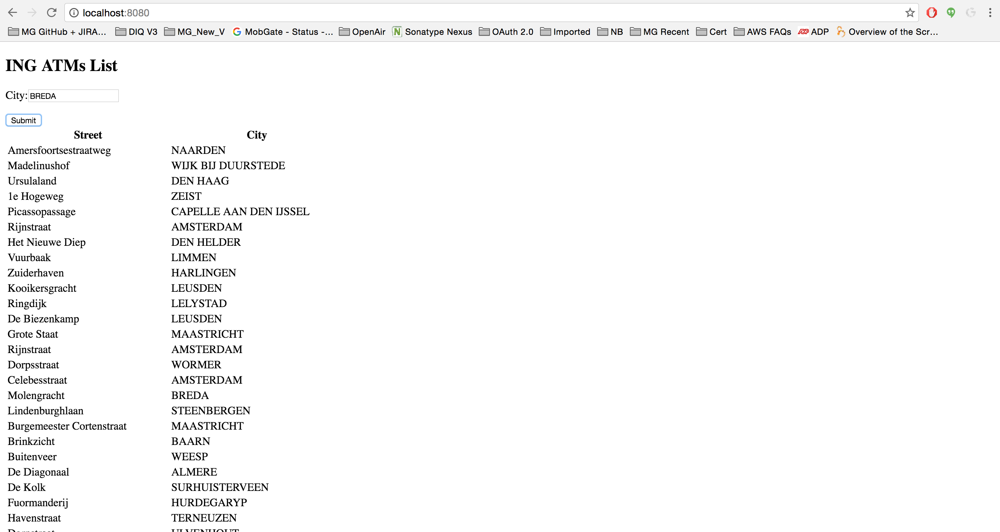 localhost:8080
MG GitHub + JIRA... DIQ V3 MG_New_V MobGate - Status -... OpenAir Sonatype Nexus OAuth 2.0 Imported NB MG Recent Cert AWS FAQs ADP ADP Overview of the Scr...
ING ATMs List
City: BREDA
Submit
Street City
Amersfoortsestraatweg NAARDEN
Madelinushof WIJK BIJ DUURSTEDE
Ursulaland DEN HAAG
1e Hogeweg ZEIST
Picassopassage CAPELLE AAN DEN IJSSEL
Rijnstraat AMSTERDAM
Het Nieuwe Diep DEN HELDER
Vuurbaak LIMMEN
Zuiderhaven HARLINGEN
Kooikersgracht LEUSDEN
Ringdijk LELYSTAD
De Biezenkamp LEUSDEN
Grote Staat MAASTRICHT
Rijnstraat AMSTERDAM
Dorpsstraat WORMER
Celebesstraat AMSTERDAM
Molengracht BREDA
Lindenburghlaan STEENBERGEN
Burgemeester Cortenstraat MAASTRICHT
Brinkzicht BAARN
Buitenveer WEESP
De Diagonaal ALMERE
De Kolk SURHUISTERVEEN
Fuormanderij HURDEGARYP
Havenstraat TERNEUZEN